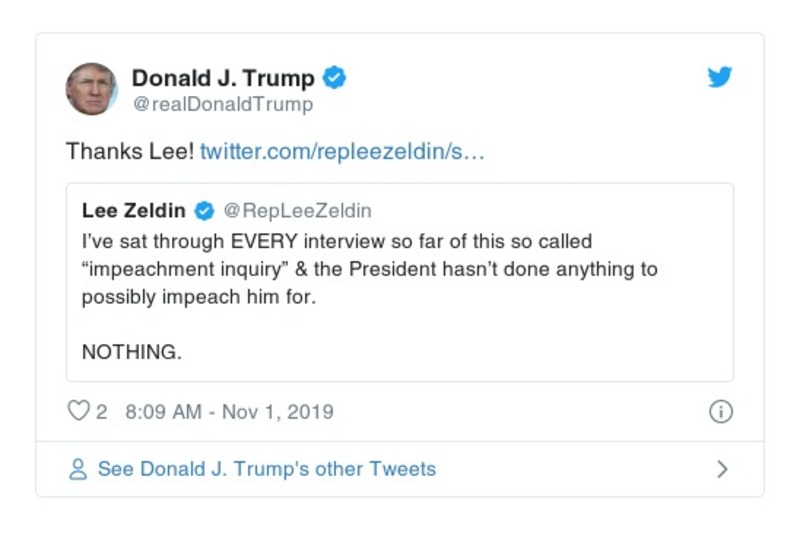 Donald J. Trump
@realDonaldTrump
Thanks Lee! twitter.com/repleezeldin/s…
Lee Zeldin @RepLeeZeldin
I’ve sat through EVERY interview so far of this so called
“impeachment inquiry” & the President hasn’t done anything to
possibly impeach him for.
NOTHING.
2 8:09 AM - Nov 1, 2019
See Donald J. Trump's other Tweets